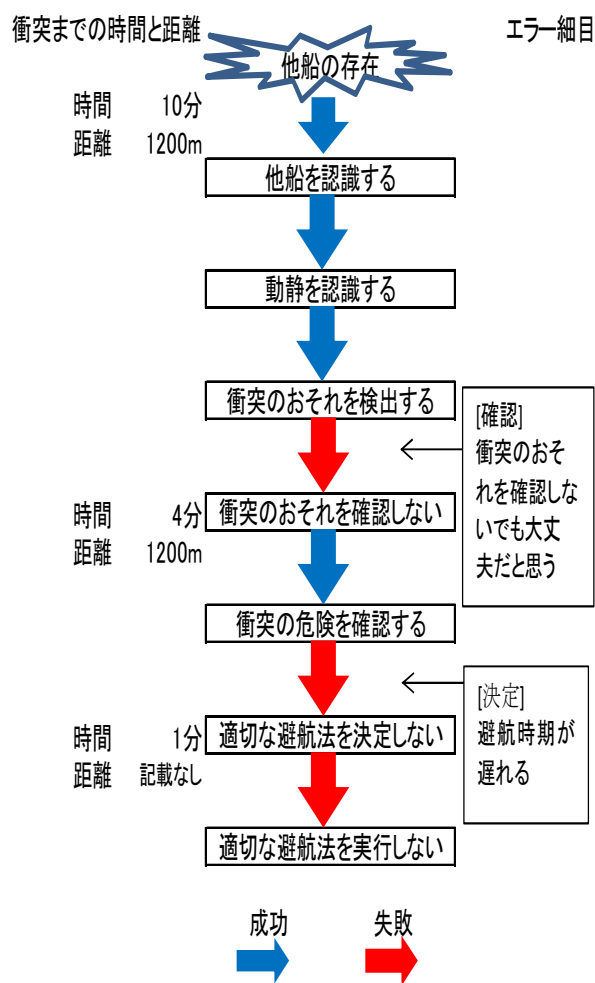 衝突までの時間と距離
エラー細目
他船の存在
時間 10分
距離 1200m
他船を認識する
動静を認識する
衝突のおそれを検出する
[確認]
衝突のおそ
れを確認しな
いでも大丈
夫だと思う
時間 4分
距離 1200m
衝突のおそれを確認しない
衝突の危険を確認する
[決定]
避航時期が
遅れる
時間 1分
距離 記載なし
適切な避航法を決定しない
適切な避航法を実行しない
成功
失敗